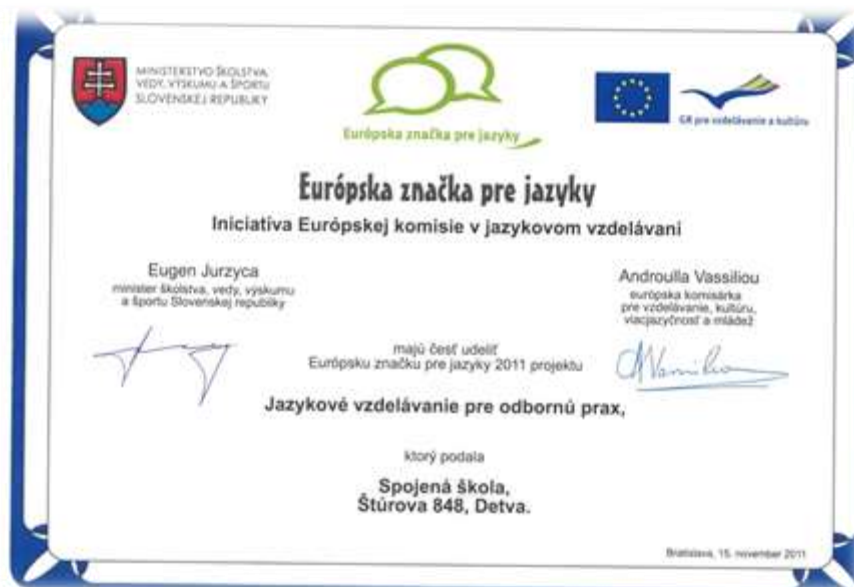 MINISTERSTVO ŠKOLSTVA,
VEDY, VÝSKUMU A ŠPORTU
SLOVENSKEJ REPUBLIKY
Európska značka pre jazyky
GR pre vzdelávanie a kultúru
Európska značka pre jazyky
Iniciatíva Európskej komisie v jazykovom vzdelávaní
Eugen Jurzyca
minister školstva, vedy, výskumu
a športu Slovenskej republiky
Androulla Vassiliou
európska komisárka
pre vzdelávanie, kultúru,
viacjazyčnosť a mládež
majú česť udeliť
Európsku značku pre jazyky 2011 projektu
Jazykové vzdelávanie pre odbornú prax,
ktorý podala
Spojená škola,
Štúrova 848, Detva.
Bratislava, 15. november 2011